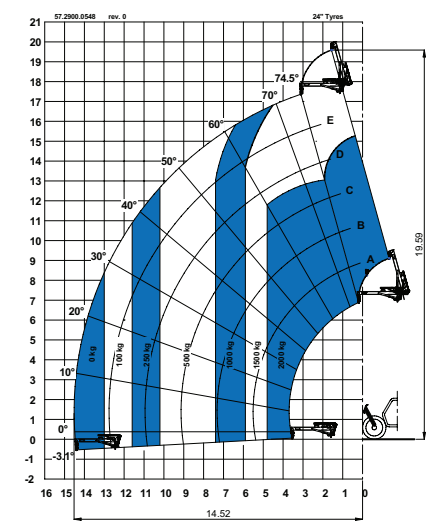 57.2900.0548 rev. 0 24" Tyres
21
20
19
18
17
16
15
14
13
12
11
10
9
8
7
6
5
4
3
2
1
0
-1
-2
74.5°
70°
60°
50°
40°
30°
20°
10°
0°
-3.1°
E
D
C
B
A
0 kg
100 kg
250 kg
500 kg
1000 kg
1500 kg
2000 kg
19.59
16 15 14 13 12 11 10 9 8 7 6 5 4 3 2 1 0
14.52